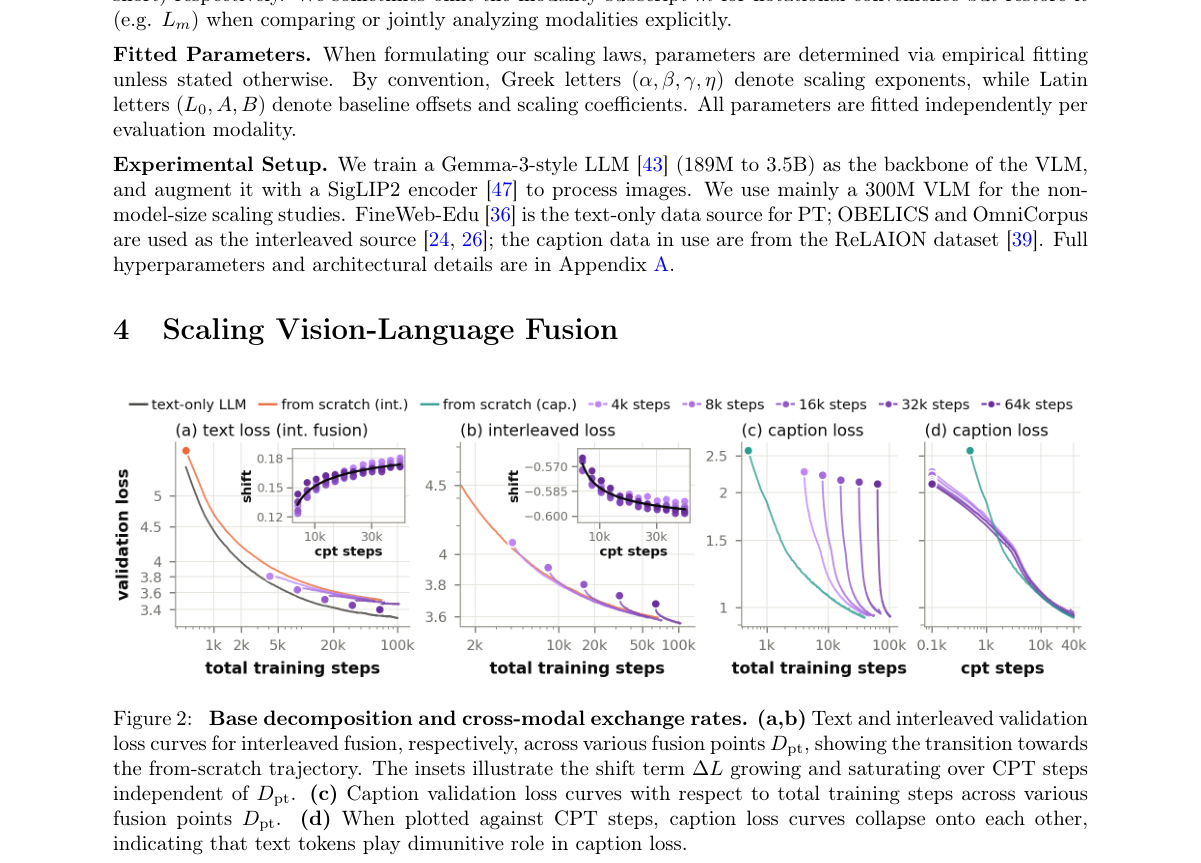 (e.g. Lm) when comparing or jointly analyzing modalities explicitly.
Fitted Parameters. When formulating our scaling laws, parameters are determined via empirical fitting
unless stated otherwise. By convention, Greek letters (α, β, γ, η) denote scaling exponents, while Latin
letters (L0, A, B) denote baseline offsets and scaling coefficients. All parameters are fitted independently per
evaluation modality.
Experimental Setup. We train a Gemma-3-style LLM [43] (189M to 3.5B) as the backbone of the VLM,
and augment it with a SigLIP2 encoder [47] to process images. We use mainly a 300M VLM for the non-
model-size scaling studies. FineWeb-Edu [36] is the text-only data source for PT; OBELICS and OmniCorpus
are used as the interleaved source [24, 26]; the caption data in use are from the ReLAION dataset [39]. Full
hyperparameters and architectural details are in Appendix A.
4 Scaling Vision-Language Fusion
text-only LLM from scratch (int.) from scratch (cap.) 4k steps 8k steps 16k steps 32k steps 64k steps
(a) text loss (int. fusion)
validation loss
5
4.5
4
3.8
3.6
3.4
1k 2k 5k 20k 100k
total training steps
shift
0.18
0.15
0.12
10k 30k
cpt steps
(b) interleaved loss
4.5
4
3.8
3.6
2k 10k 20k 50k 100k
total training steps
shift
−0.570
−0.585
−0.600
10k 30k
cpt steps
(c) caption loss
2.5
2
1.5
1
1k 10k 100k
total training steps
(d) caption loss
0.1k 1k 10k 40k
cpt steps
Figure 2: Base decomposition and cross-modal exchange rates. (a,b) Text and interleaved validation
loss curves for interleaved fusion, respectively, across various fusion points Dpt, showing the transition towards
the from-scratch trajectory. The insets illustrate the shift term ΔL growing and saturating over CPT steps
independent of Dpt. (c) Caption validation loss curves with respect to total training steps across various
fusion points Dpt. (d) When plotted against CPT steps, caption loss curves collapse onto each other,
indicating that text tokens play dimunitive role in caption loss.